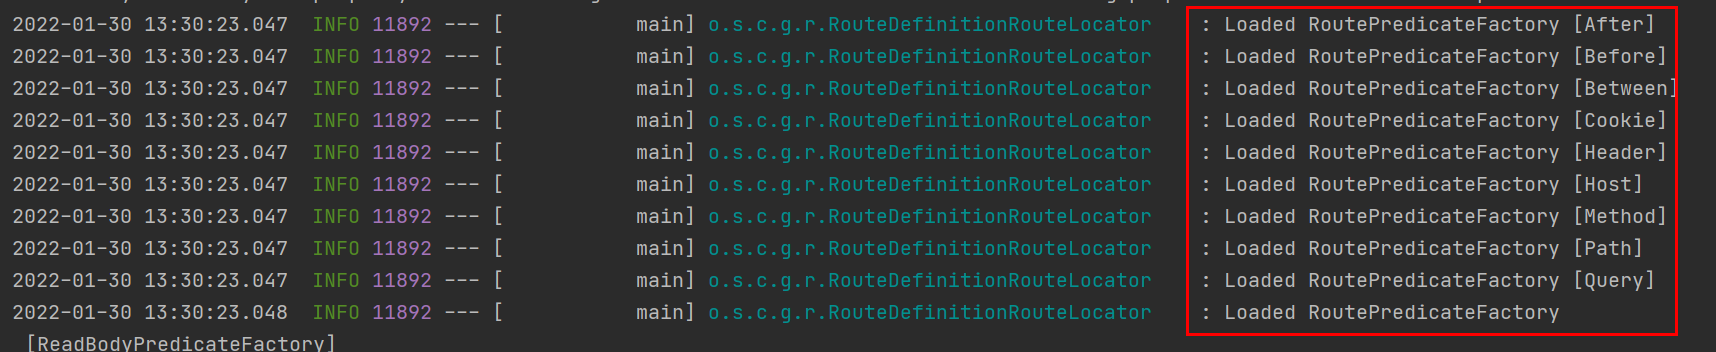 2022-01-30 13:30:23.047  INFO 11892 --- [           main] o.s.c.g.r.RouteDefinitionRouteLocator    : Loaded RoutePredicateFactory [After]
2022-01-30 13:30:23.047  INFO 11892 --- [           main] o.s.c.g.r.RouteDefinitionRouteLocator    : Loaded RoutePredicateFactory [Before]
2022-01-30 13:30:23.047  INFO 11892 --- [           main] o.s.c.g.r.RouteDefinitionRouteLocator    : Loaded RoutePredicateFactory [Between]
2022-01-30 13:30:23.047  INFO 11892 --- [           main] o.s.c.g.r.RouteDefinitionRouteLocator    : Loaded RoutePredicateFactory [Cookie]
2022-01-30 13:30:23.047  INFO 11892 --- [           main] o.s.c.g.r.RouteDefinitionRouteLocator    : Loaded RoutePredicateFactory [Header]
2022-01-30 13:30:23.047  INFO 11892 --- [           main] o.s.c.g.r.RouteDefinitionRouteLocator    : Loaded RoutePredicateFactory [Host]
2022-01-30 13:30:23.047  INFO 11892 --- [           main] o.s.c.g.r.RouteDefinitionRouteLocator    : Loaded RoutePredicateFactory [Method]
2022-01-30 13:30:23.047  INFO 11892 --- [           main] o.s.c.g.r.RouteDefinitionRouteLocator    : Loaded RoutePredicateFactory [Path]
2022-01-30 13:30:23.047  INFO 11892 --- [           main] o.s.c.g.r.RouteDefinitionRouteLocator    : Loaded RoutePredicateFactory [Query]
2022-01-30 13:30:23.048  INFO 11892 --- [           main] o.s.c.g.r.RouteDefinitionRouteLocator    : Loaded RoutePredicateFactory
 [ReadBodyPredicateFactory]